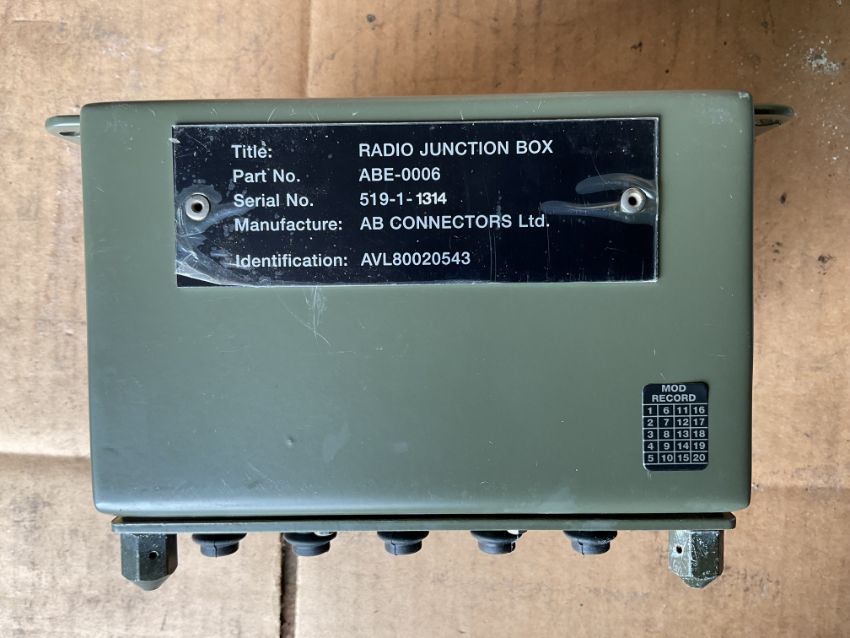 Title: RADIO JUNCTION BOX
Part No. ABE-0006
Serial No. 519-1-1314
Manufacture: AB CONNECTORS Ltd.
Identification: AVL80020543
MOD
RECORD
1 6 11 16
2 7 12 17
3 8 13 18
4 9 14 19
5 10 15 20